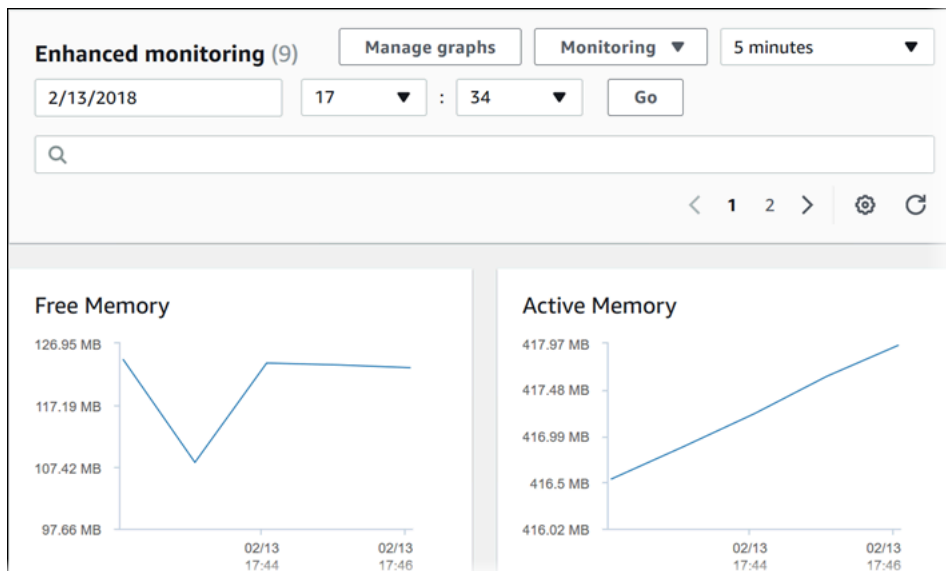 Enhanced monitoring (9) Manage graphs Monitoring 5 minutes
2/13/2018 17 : 34 Go
1 2
Free Memory
126.95 MB
117.19 MB
107.42 MB
97.66 MB
02/13 02/13
17:44 17:46
Active Memory
417.97 MB
417.48 MB
416.99 MB
416.5 MB
416.02 MB
02/13 02/13
17:44 17:46